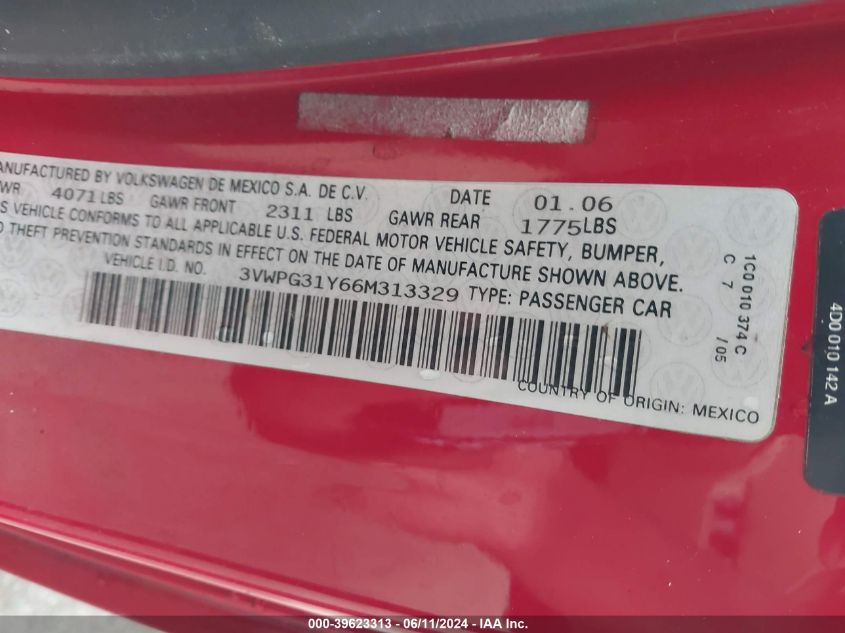 ANUFACTURED BY VOLKSWAGEN DE MEXICO S.A. DE C.V. DATE 01.06
WR 4071 LBS GAWR FRONT 2311 LBS GAWR REAR 1775LBS
S VEHICLE CONFORMS TO ALL APPLICABLE U.S. FEDERAL MOTOR VEHICLE SAFETY, BUMPER,
D THEFT PREVENTION STANDARDS IN EFFECT ON THE DATE OF MANUFACTURE SHOWN ABOVE.
VEHICLE I.D. NO. 3VWPG31Y66M313329 TYPE: PASSENGER CAR
COUNTRY OF ORIGIN: MEXICO
1C0 010 374 C
C 7 /05
4D0 010 142 A
000-39623313 - 06/11/2024 - IAA Inc.